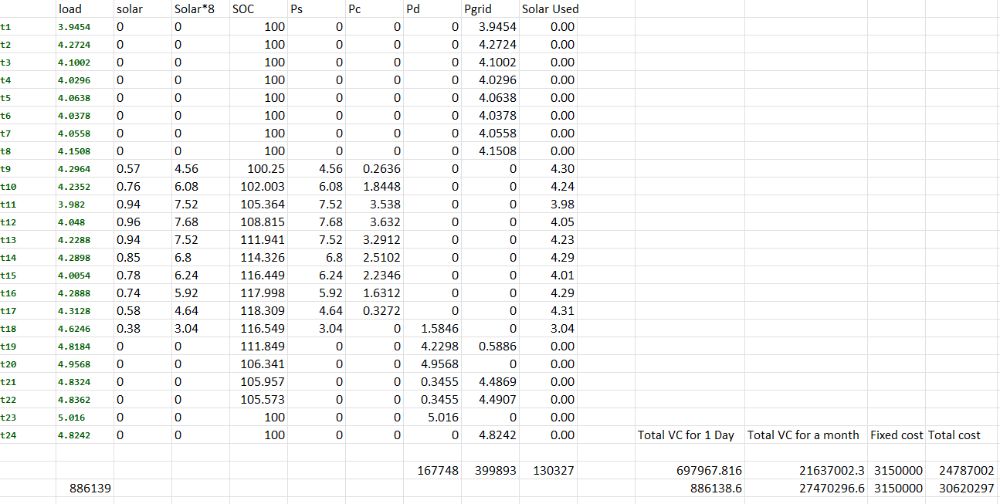 load solar Solar*8 SOC Ps Pc Pd Pgrid Solar Used
t1 3.9454 0 0 100 0 0 0 3.9454 0.00
t2 4.2724 0 0 100 0 0 0 4.2724 0.00
t3 4.1002 0 0 100 0 0 0 4.1002 0.00
t4 4.0296 0 0 100 0 0 0 4.0296 0.00
t5 4.0638 0 0 100 0 0 0 4.0638 0.00
t6 4.0378 0 0 100 0 0 0 4.0378 0.00
t7 4.0558 0 0 100 0 0 0 4.0558 0.00
t8 4.1508 0 0 100 0 0 0 4.1508 0.00
t9 4.2964 0.57 4.56 100.25 4.56 0.2636 0 0 4.30
t10 4.2352 0.76 6.08 102.003 6.08 1.8448 0 0 4.24
t11 3.982 0.94 7.52 105.364 7.52 3.538 0 0 3.98
t12 4.048 0.96 7.68 108.815 7.68 3.632 0 0 4.05
t13 4.2288 0.94 7.52 111.941 7.52 3.2912 0 0 4.23
t14 4.2898 0.85 6.8 114.326 6.8 2.5102 0 0 4.29
t15 4.0054 0.78 6.24 116.449 6.24 2.2346 0 0 4.01
t16 4.2888 0.74 5.92 117.998 5.92 1.6312 0 0 4.29
t17 4.3128 0.58 4.64 118.309 4.64 0.3272 0 0 4.31
t18 4.6246 0.38 3.04 116.549 3.04 0 1.5846 0 3.04
t19 4.8184 0 0 111.849 0 0 4.2298 0.5886 0.00
t20 4.9568 0 0 106.341 0 0 4.9568 0 0.00
t21 4.8324 0 0 105.957 0 0 0.3455 4.4869 0.00
t22 4.8362 0 0 105.573 0 0 0.3455 4.4907 0.00
t23 5.016 0 0 100 0 0 5.016 0 0.00
t24 4.8242 0 0 100 0 0 0 4.8242 0.00 Total VC for 1 Day Total VC for a month Fixed cost Total cost
167748 399893 130327 697967.816 21637002.3 3150000 24787002
886139 886138.6 27470296.6 3150000 30620297